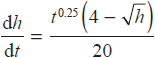 dh/dt = t^0.25(4 − √h)/20